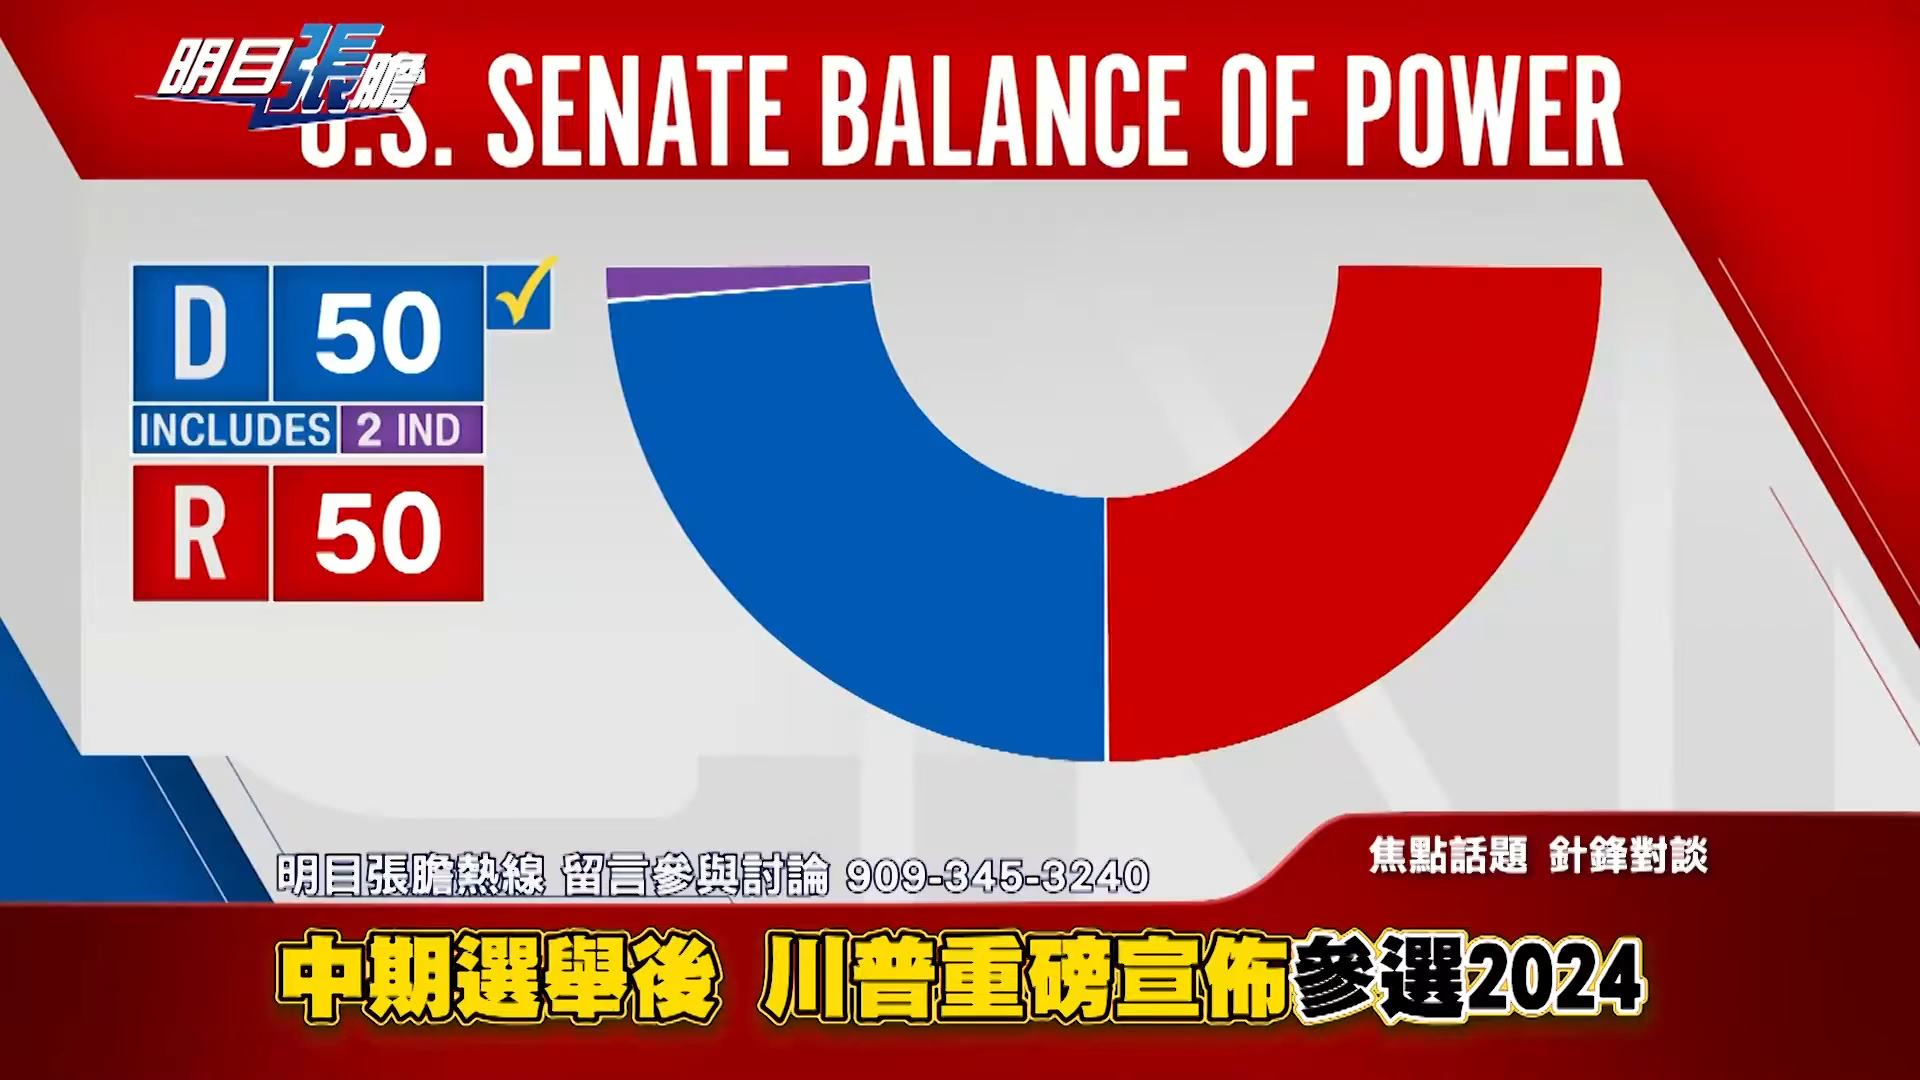 明目張膽
U.S. SENATE BALANCE OF POWER
D 50
INCLUDES 2 IND
R 50
焦點話題 針鋒對談
明目張膽熱線 留言參與討論 909-345-3240
中期選舉後 川普重磅宣佈參選2024